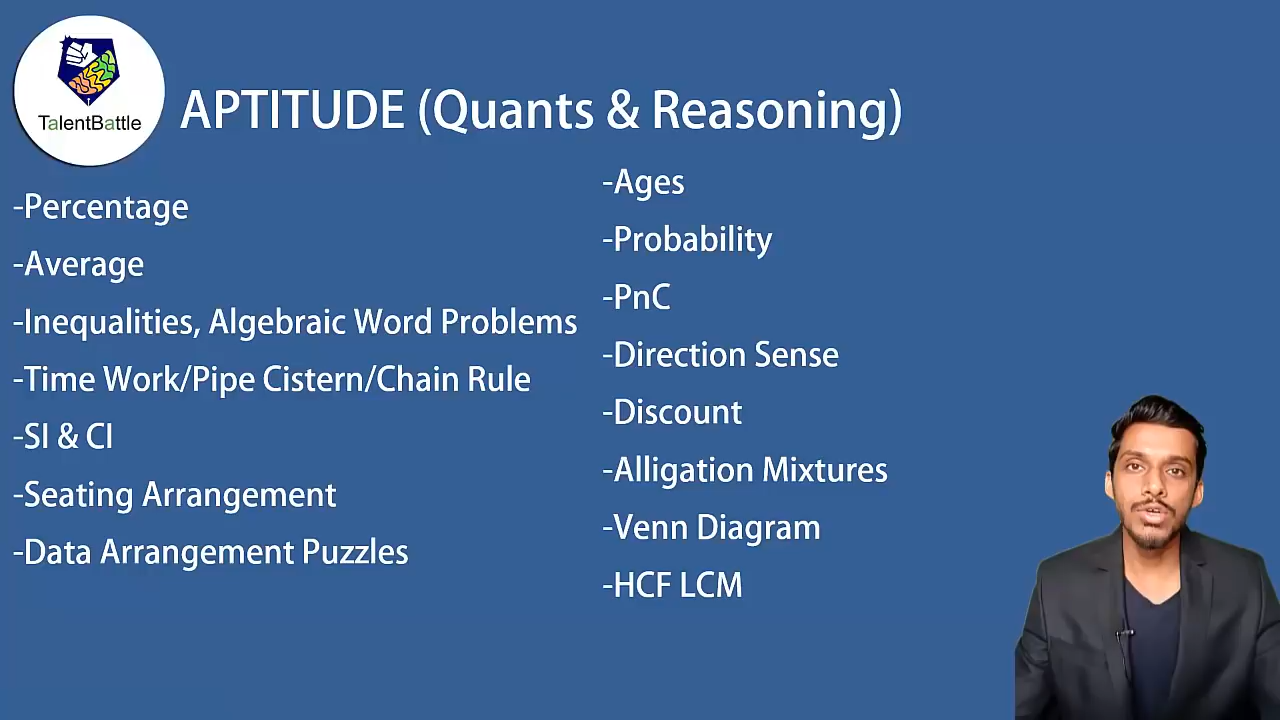 TalentBattle
APTITUDE (Quants & Reasoning)
-Percentage
-Average
-Inequalities, Algebraic Word Problems
-Time Work/Pipe Cistern/Chain Rule
-SI & CI
-Seating Arrangement
-Data Arrangement Puzzles
-Ages
-Probability
-PnC
-Direction Sense
-Discount
-Alligation Mixtures
-Venn Diagram
-HCF LCM